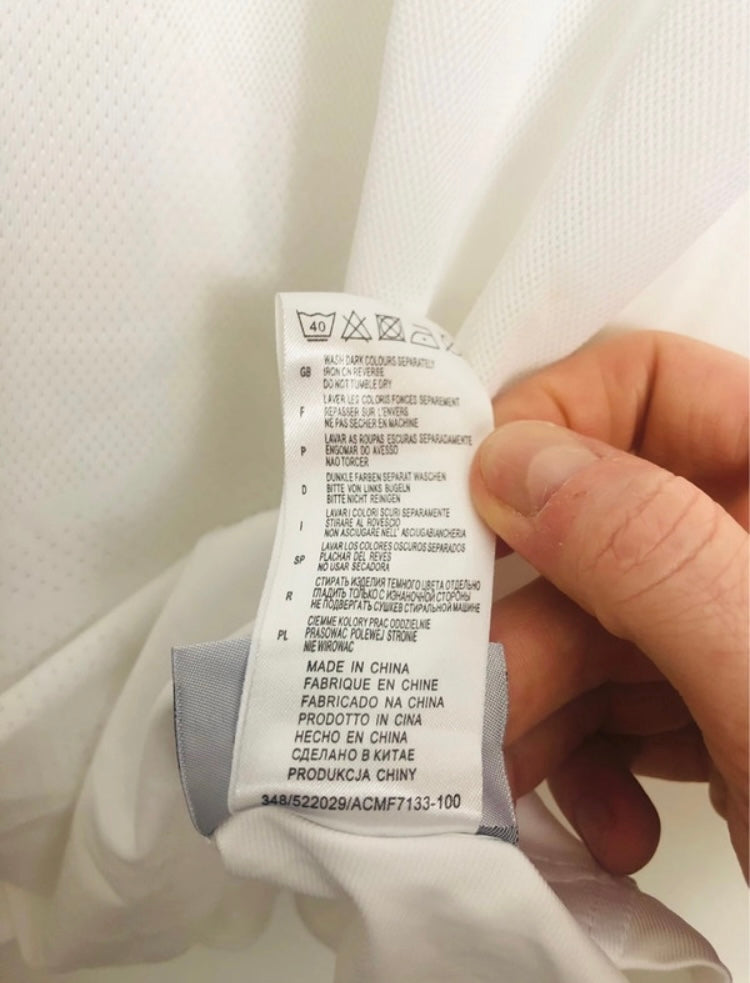 40
GB
WASH DARK COLOURS SEPARATELY
IRON ON REVERSE
DO NOT TUMBLE DRY
F
LAVER LES COLORIS FONCES SEPAREMENT
REPASSER SUR L'ENVERS
NE PAS SECHER EN MACHINE
P
LAVAR AS ROUPAS ESCURAS SEPARADAMENTE
ENGOMAR DO AVESSO
NAO TORCER
D
DUNKLE FARBEN SEPARAT WASCHEN
BITTE VON LINKS BUGELN
BITTE NICHT REINIGEN
I
LAVARI COLORI SCURI SEPARAMENTE
STIRARE AL ROVESCIO
NON ASCIUGARE NELL' ASCIUGABIANCHERIA
SP
LAVAR LOS COLORES OSCUROS SEPARADOS
PLACHAR DEL REVES
NO USAR SECADORA
R
СТИРАТЬ ИЗДЕЛИЯ ТЕМНОГО ЦВЕТА ОТДЕЛЬНО
ГЛАДИТЬ ТОЛЬКО С ИЗНАНОЧНОЙ СТОРОНЫ
НЕ ПОДВЕРГАТЬ СУШКЕВ СТИРАЛЬНОЙ МАШИНЕ
PL
CIEMME KOLORY PRAC ODDZIELNIE
PRASOWAC POLEWEJ STRONIE
NIE WIROWAC
MADE IN CHINA
FABRIQUE EN CHINE
FABRICADO NA CHINA
PRODOTTO IN CINA
HECHO EN CHINA
СДЕЛАНО В КИТАЕ
PRODUKCJA CHINY
348/522029/ACMF7133-100